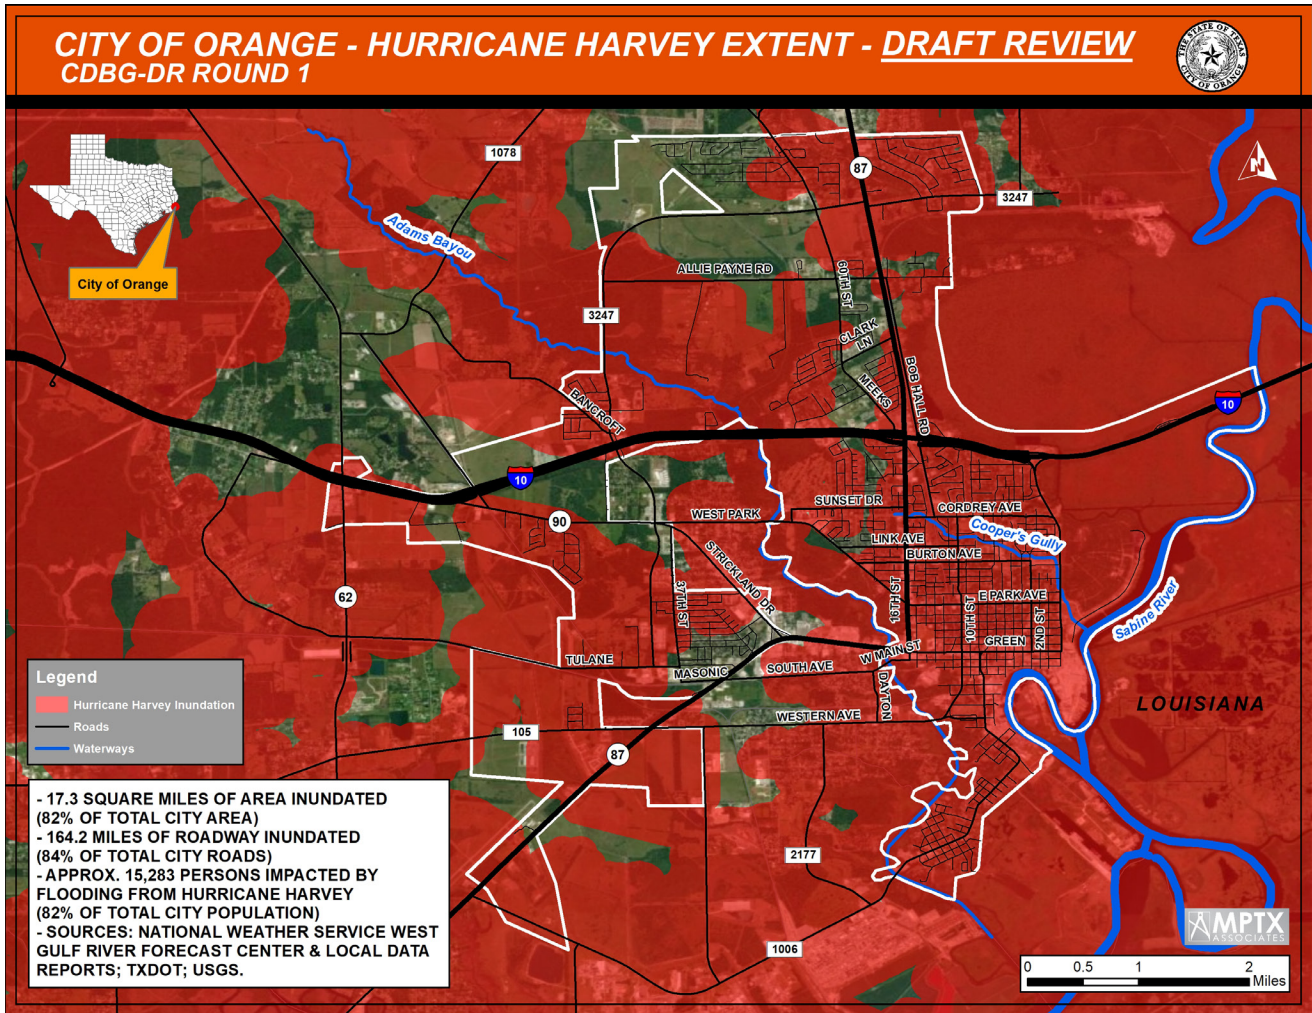 CITY OF ORANGE - HURRICANE HARVEY EXTENT - DRAFT REVIEW
CDBG-DR ROUND 1
THE STATE OF TEXAS
CITY OF ORANGE
1078
87
3247
N
Adams Bayou
City of Orange
ALLIE PAYNE RD
60TH ST
3247
CLARK
LN
MEEKS
BOB HALL RD
BANCROFT
10
10
SUNSET DR
CORDREY AVE
90
WEST PARK
Cooper's Gully
LINK AVE
BURTON AVE
STRICKLAND DR
37TH ST
62
16TH ST
E PARK AVE
10TH ST
2ND ST
Sabine River
GREEN
W MAIN ST
TULANE
MASONIC
SOUTH AVE
DAYTON
LOUISIANA
WESTERN AVE
105
87
2177
1006
Legend
Hurricane Harvey Inundation
Roads
Waterways
- 17.3 SQUARE MILES OF AREA INUNDATED
(82% OF TOTAL CITY AREA)
- 164.2 MILES OF ROADWAY INUNDATED
(84% OF TOTAL CITY ROADS)
- APPROX. 15,283 PERSONS IMPACTED BY
FLOODING FROM HURRICANE HARVEY
(82% OF TOTAL CITY POPULATION)
- SOURCES: NATIONAL WEATHER SERVICE WEST
GULF RIVER FORECAST CENTER & LOCAL DATA
REPORTS; TXDOT; USGS.
MPTX
ASSOCIATES
0 0.5 1 2
Miles